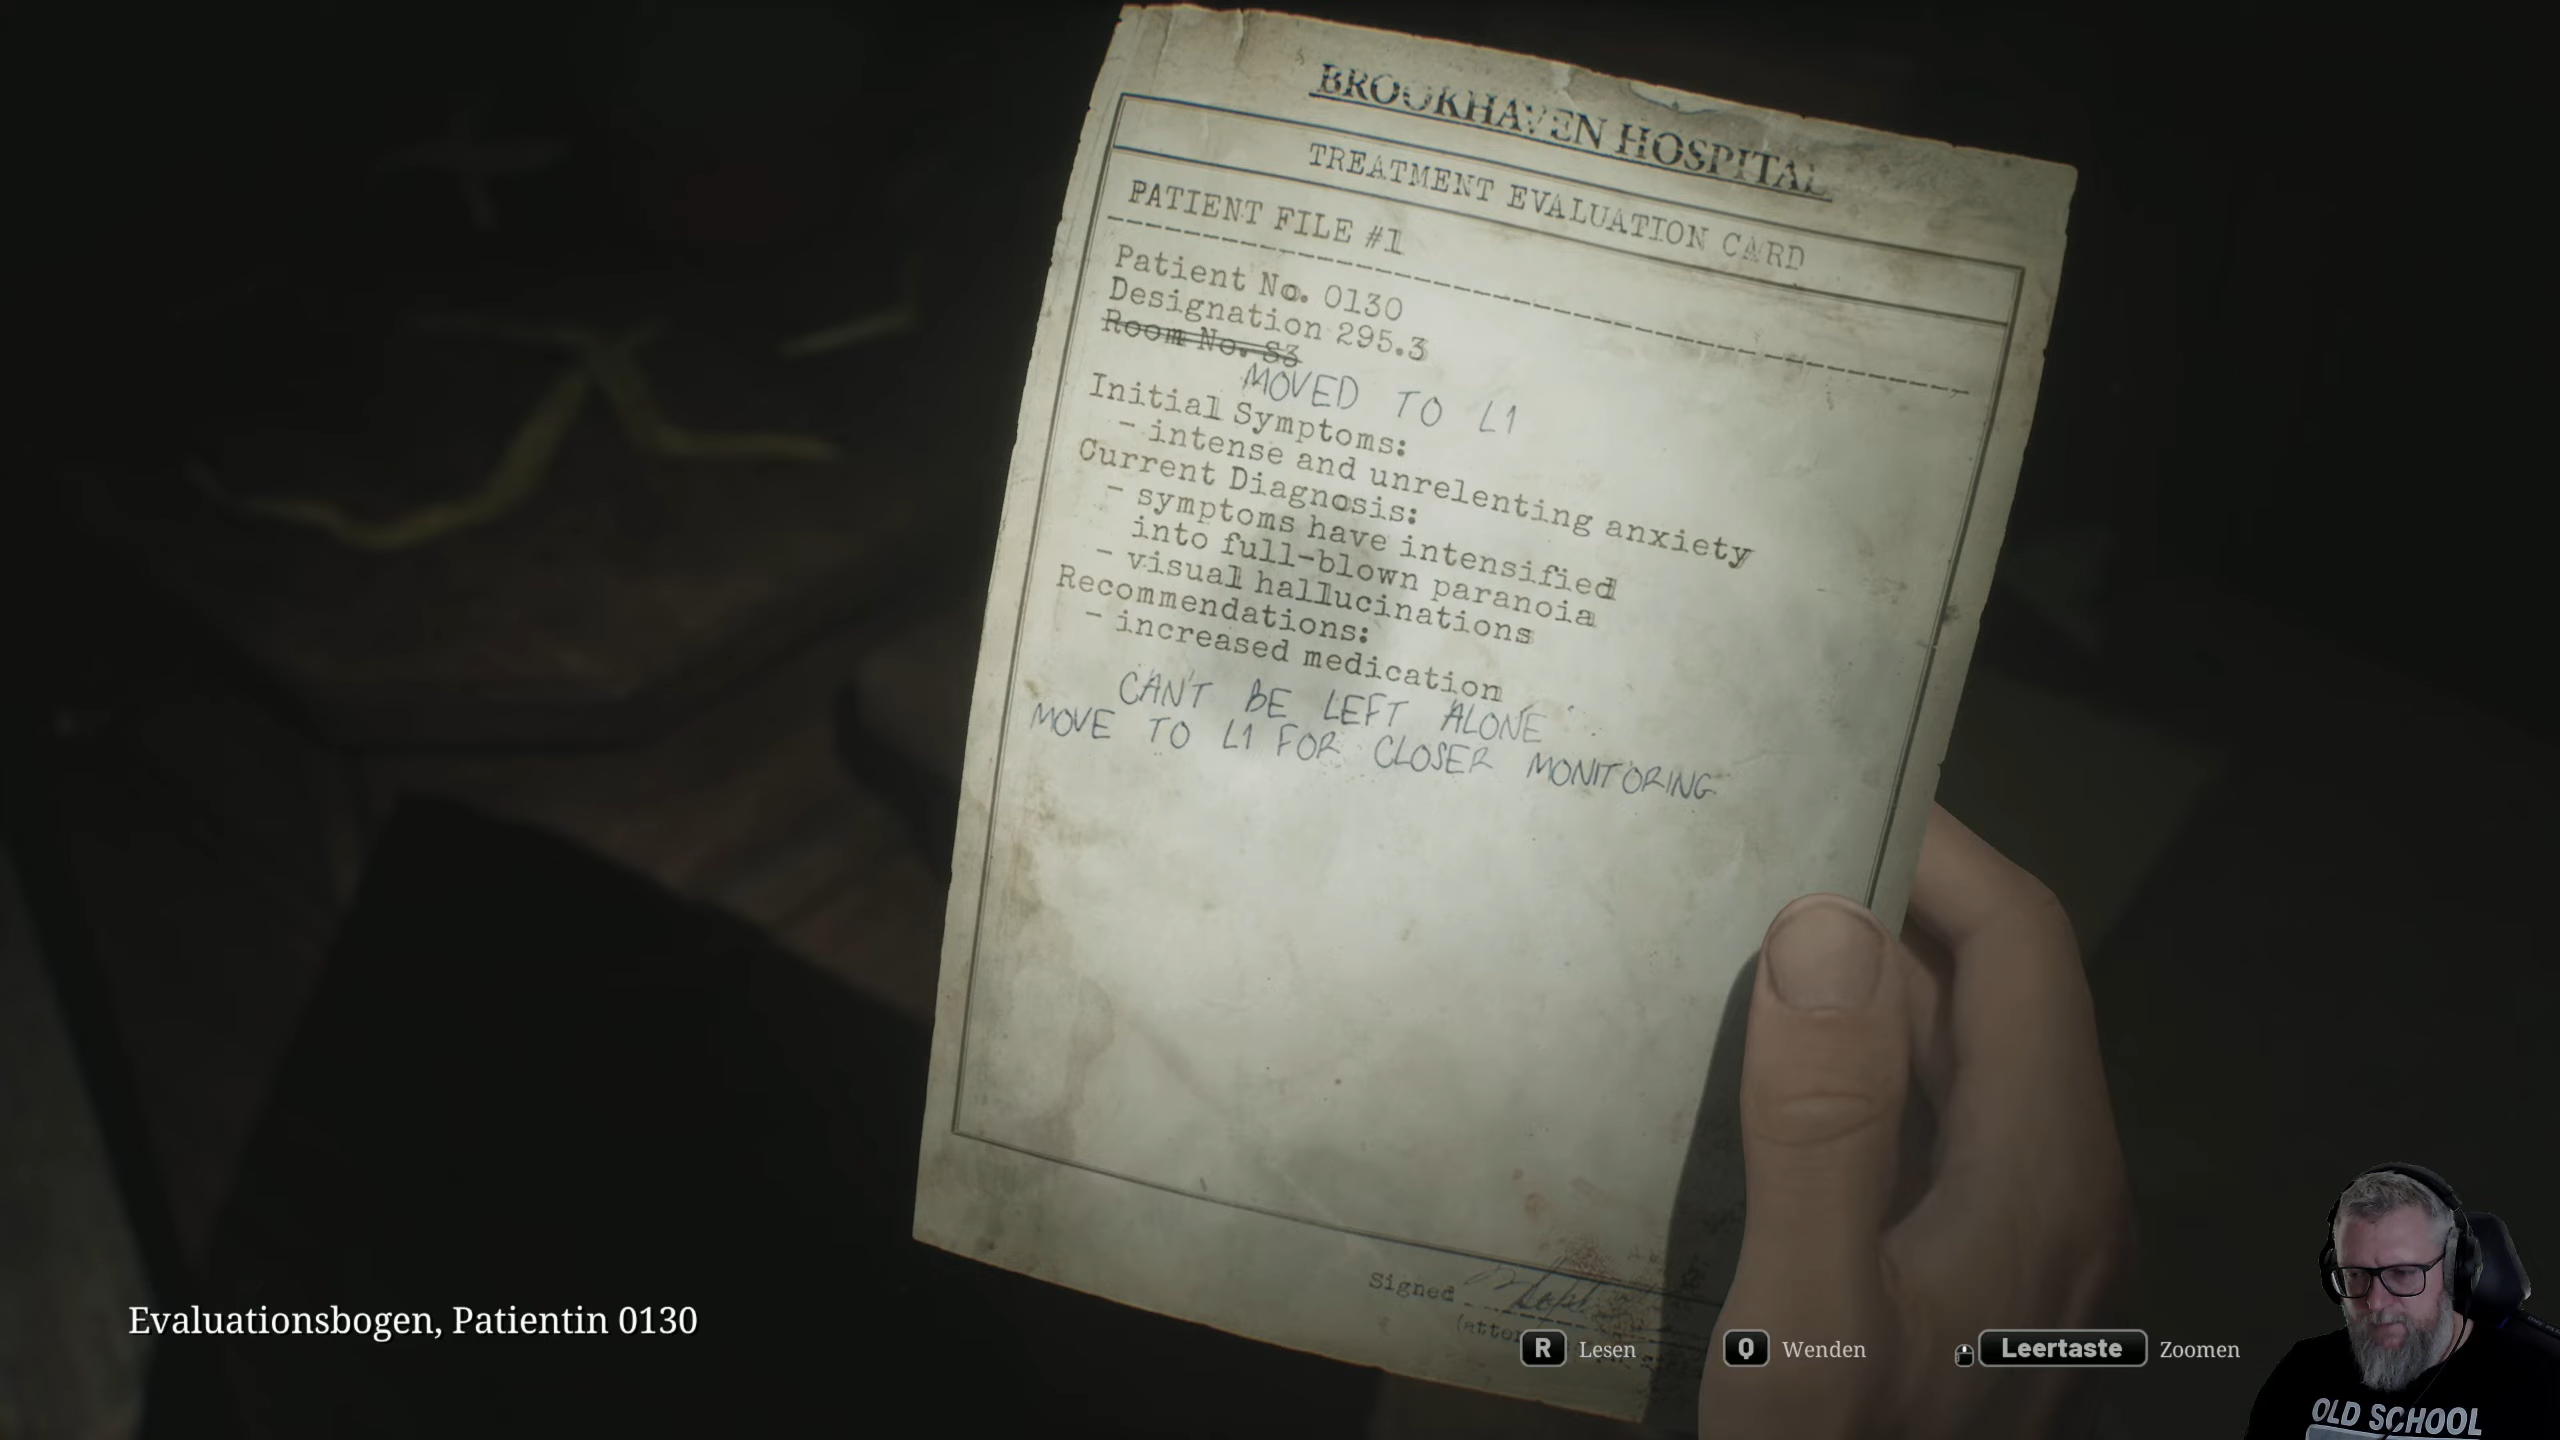 BROOKHAVEN HOSPITAL
TREATMENT EVALUATION CARD
PATIENT FILE #1
Patient No. 0130
Designation 295.3
Room No. S3
MOVED TO L1
Initial Symptoms:
- intense and unrelenting anxiety
Current Diagnosis:
- symptoms have intensified
into full-blown paranoia
- visual hallucinations
Recommendations:
- increased medication
CAN'T BE LEFT ALONE
MOVE TO L1 FOR CLOSER MONITORING
Signed
Evaluationsbogen, Patientin 0130
R Lesen
Q Wenden
Leertaste Zoomen
OLD SCHOOL